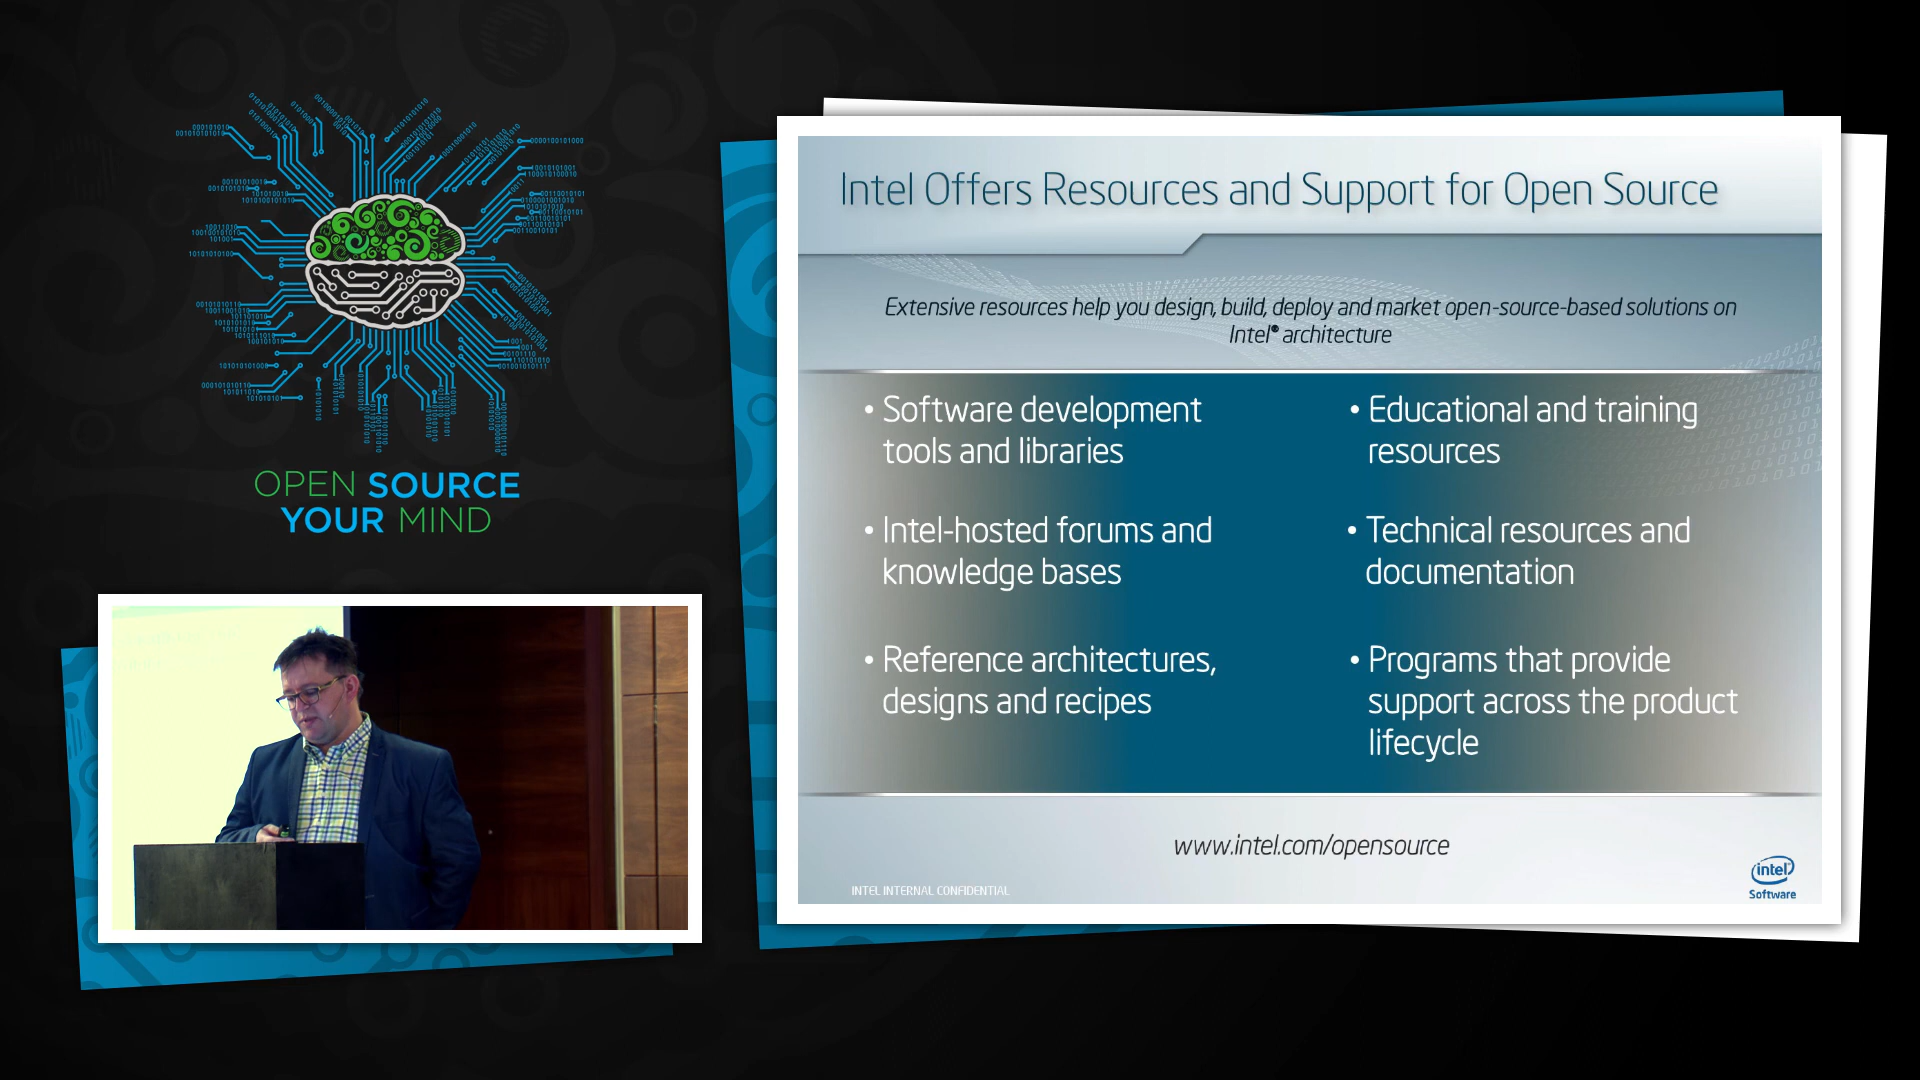 OPEN SOURCE
YOUR MIND
Intel Offers Resources and Support for Open Source
Extensive resources help you design, build, deploy and market open-source-based solutions on
Intel® architecture
• Software development
tools and libraries
• Intel-hosted forums and
knowledge bases
• Reference architectures,
designs and recipes
• Educational and training
resources
• Technical resources and
documentation
• Programs that provide
support across the product
lifecycle
www.intel.com/opensource
INTEL INTERNAL CONFIDENTIAL
intel
Software